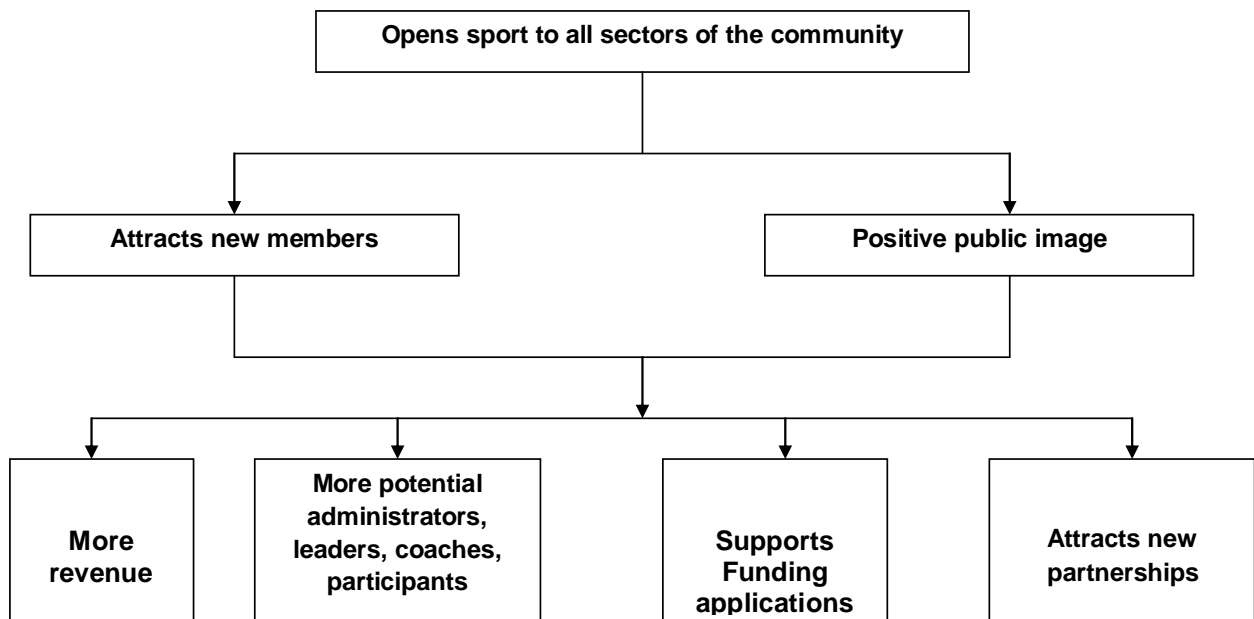 Opens sport to all sectors of the community
Attracts new members
Positive public image
More
revenue
More potential
administrators,
leaders, coaches,
participants
Supports
Funding
applications
Attracts new
partnerships